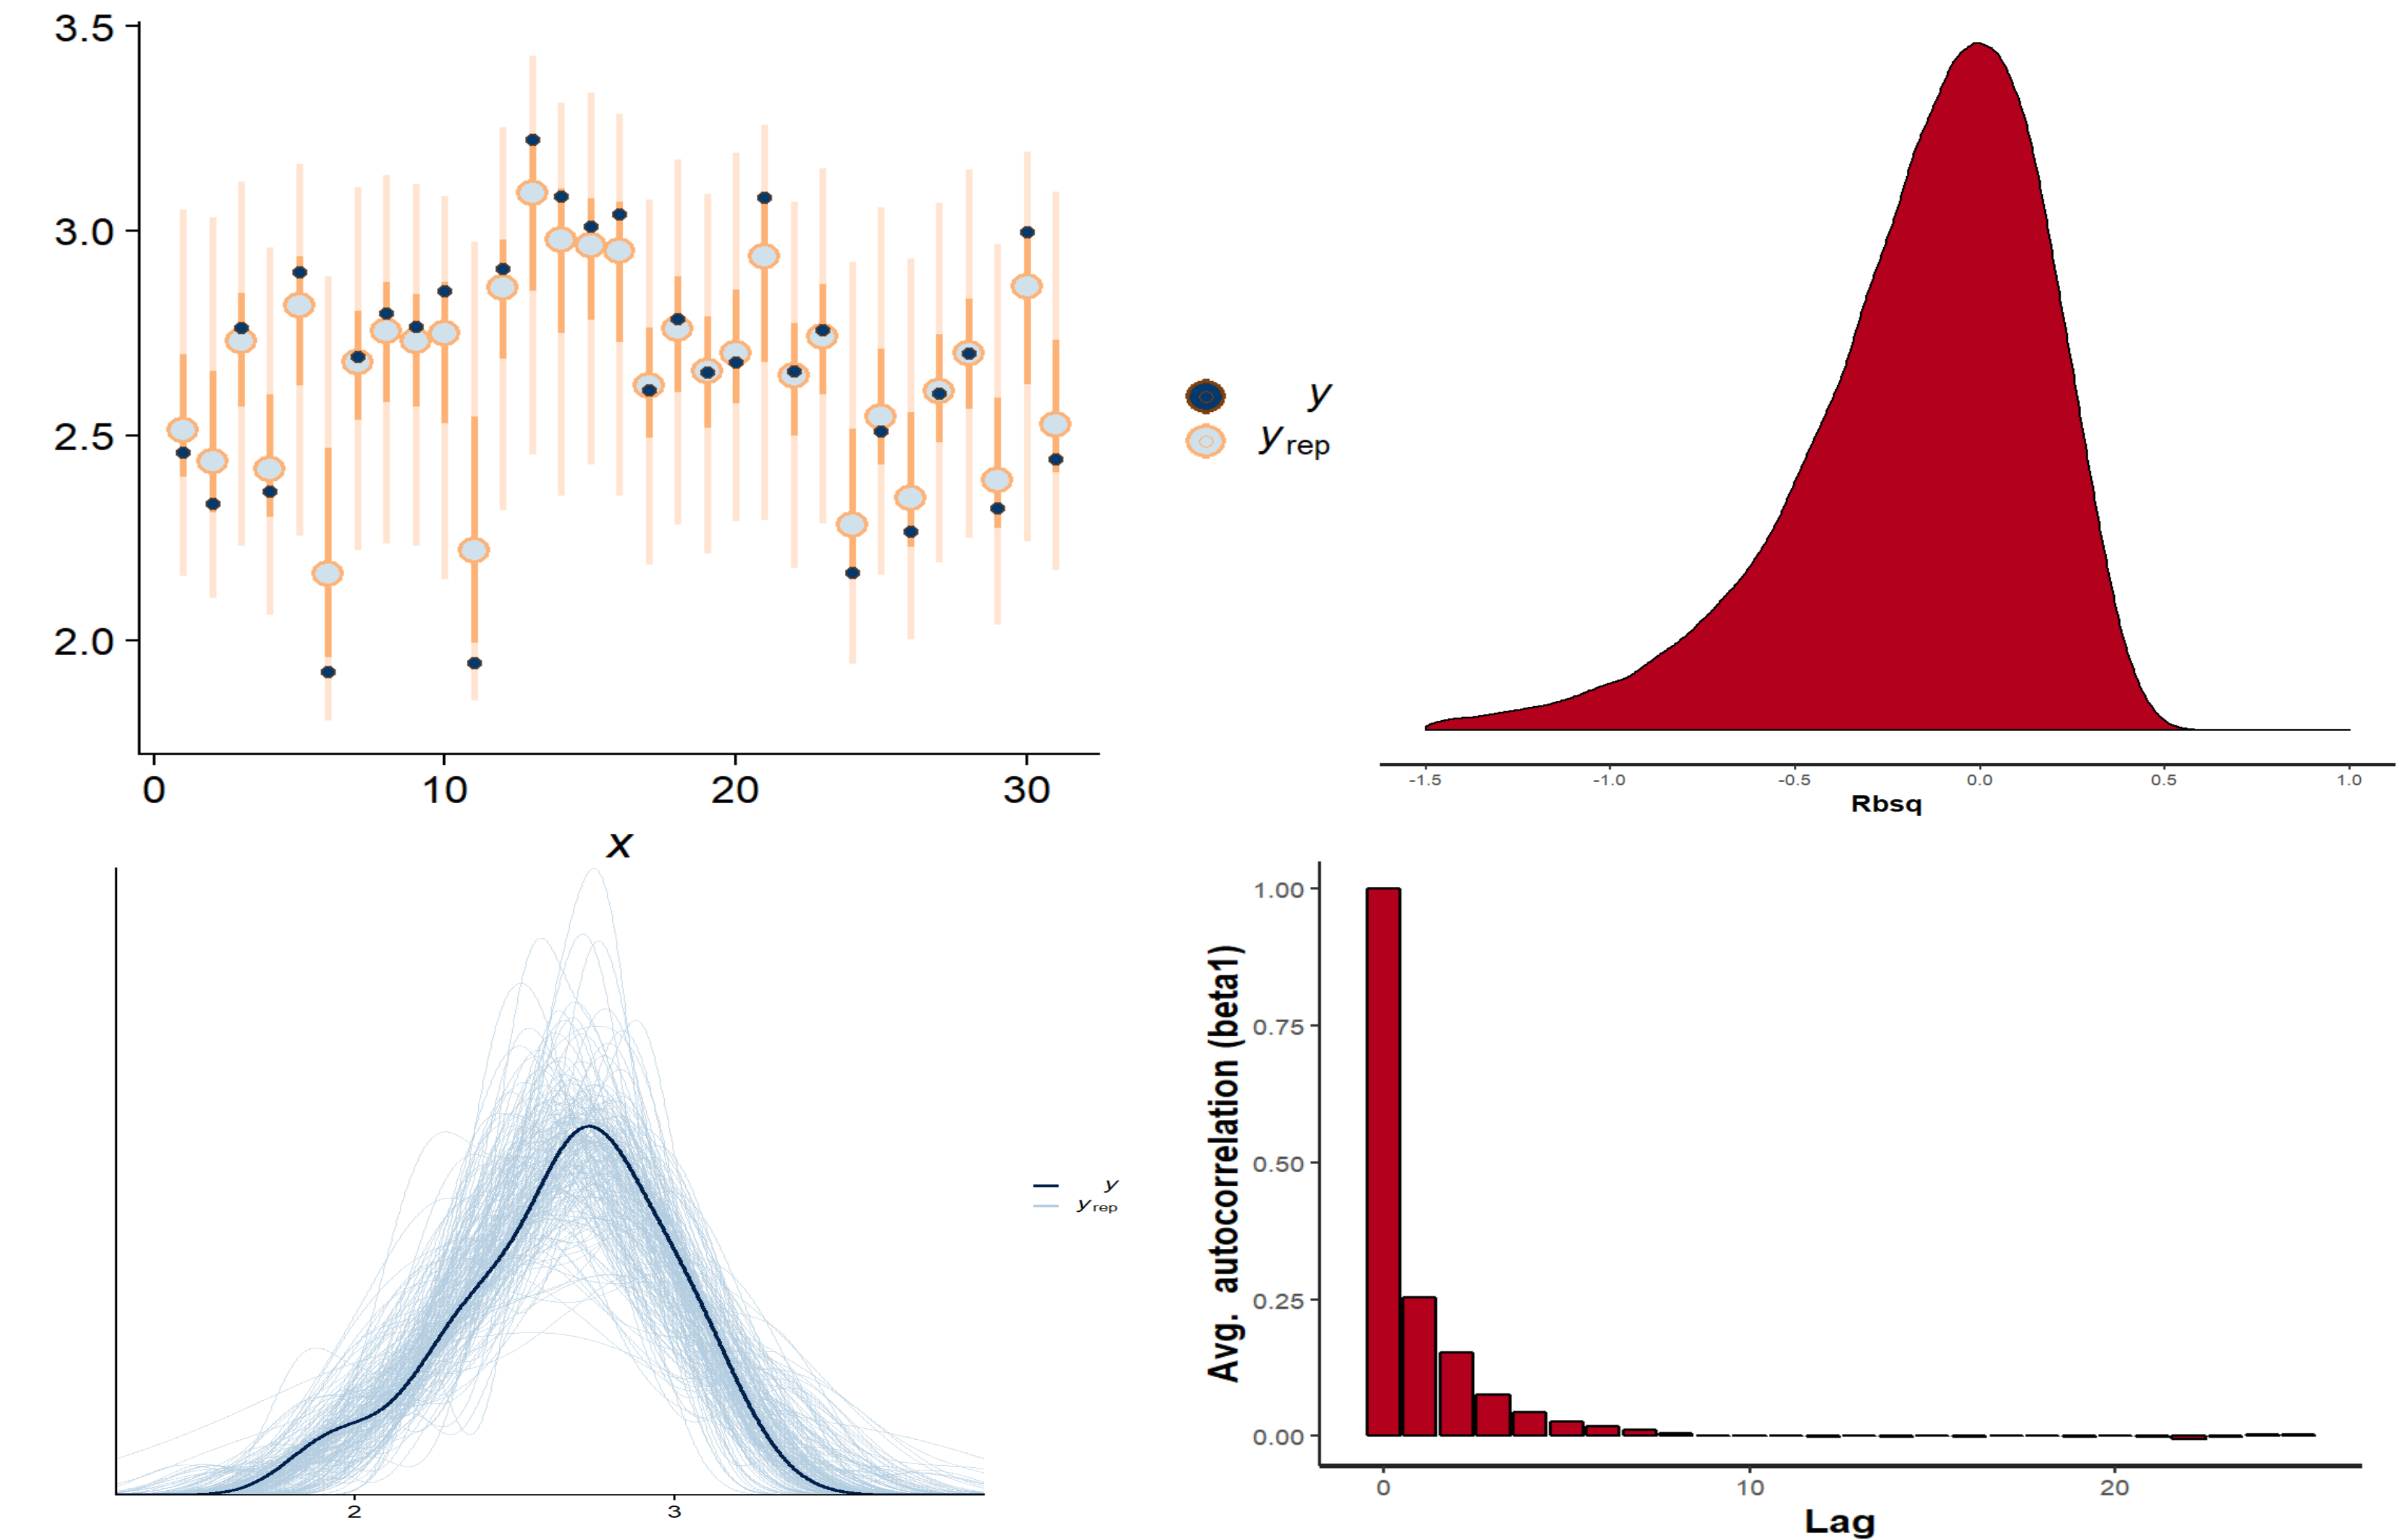 3.5
3.0
2.5
2.0
0 10 20 30
x
y
yrep
-1.5 -1.0 -0.5 0.0 0.5 1.0
Rbsq
2 3
y
yrep
Avg. autocorrelation (beta1)
1.00
0.75
0.50
0.25
0.00
0 10 20
Lag